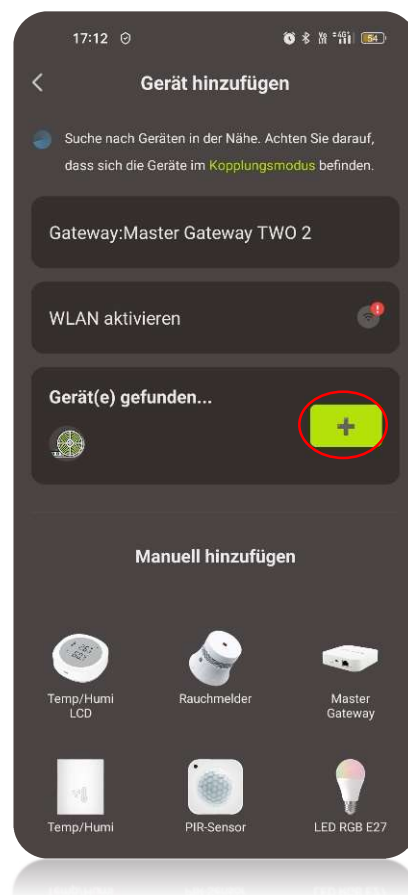 17:12
54
Gerät hinzufügen
Suche nach Geräten in der Nähe. Achten Sie darauf,
dass sich die Geräte im Kopplungsmodus befinden.
Gateway:Master Gateway TWO 2
WLAN aktivieren
Gerät(e) gefunden...
Manuell hinzufügen
Temp/Humi
LCD
Rauchmelder
Master
Gateway
Temp/Humi
PIR-Sensor
LED RGB E27